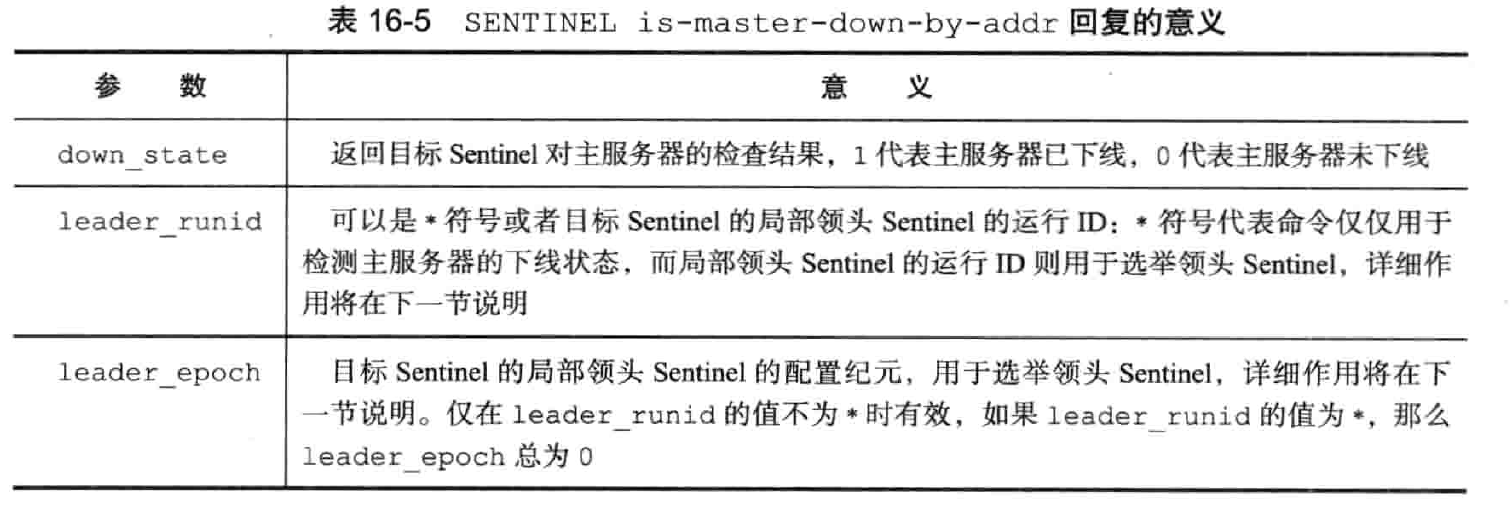 表 16-5 SENTINEL is-master-down-by-addr 回复的意义
参 数 意 义
down_state 返回目标 Sentinel 对主服务器的检查结果，1 代表主服务器已下线，0 代表主服务器未下线
leader_runid 可以是 * 符号或者目标 Sentinel 的局部领头 Sentinel 的运行 ID：* 符号代表命令仅仅用于
检测主服务器的下线状态，而局部领头 Sentinel 的运行 ID 则用于选举领头 Sentinel，详细作
用将在下一节说明
leader_epoch 目标 Sentinel 的局部领头 Sentinel 的配置纪元，用于选举领头 Sentinel，详细作用将在下
一节说明。仅在 leader_runid 的值不为 * 时有效，如果 leader_runid 的值为 *，那么
leader_epoch 总为 0